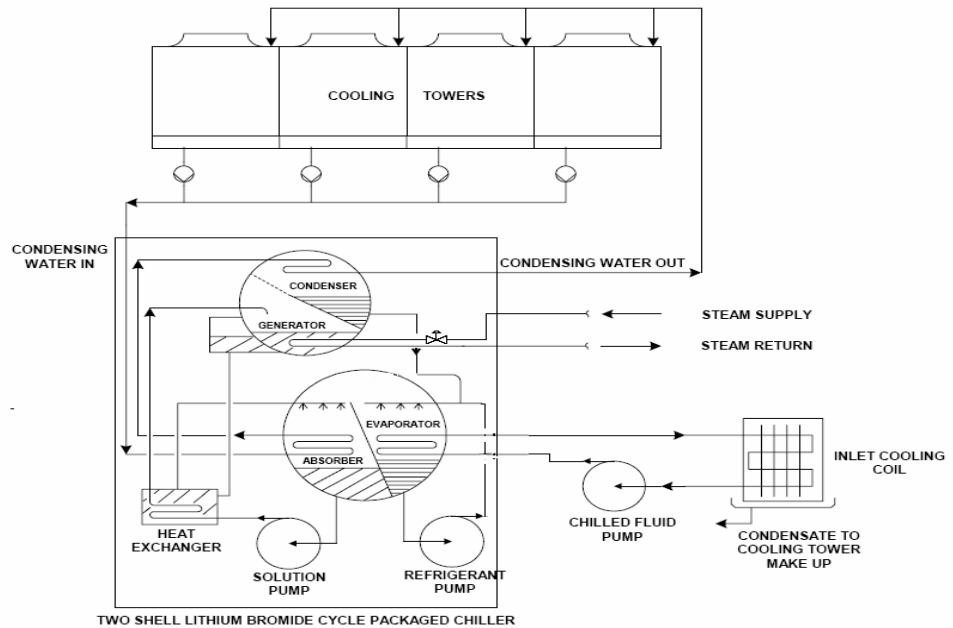 COOLING TOWERS
CONDENSING
WATER IN
CONDENSING WATER OUT
CONDENSER
GENERATOR
STEAM SUPPLY
STEAM RETURN
EVAPORATOR
ABSORBER
INLET COOLING
COIL
HEAT
EXCHANGER
SOLUTION
PUMP
REFRIGERANT
PUMP
CHILLED FLUID
PUMP
CONDENSATE TO
COOLING TOWER
MAKE UP
TWO SHELL LITHIUM BROMIDE CYCLE PACKAGED CHILLER